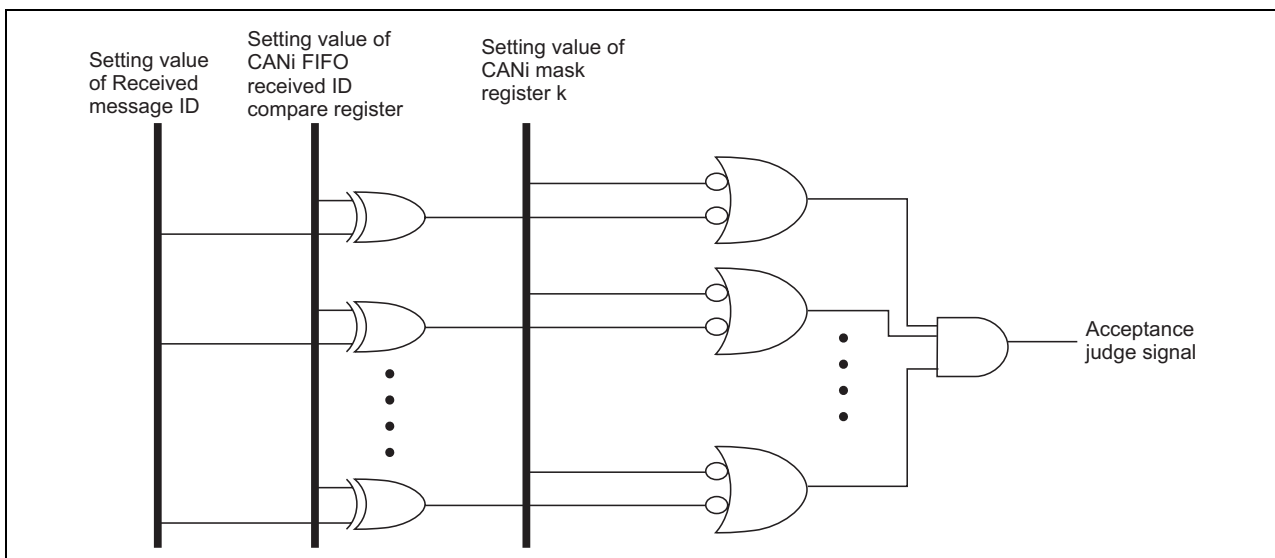 Setting value
of Received
message ID
Setting value of
CANi FIFO
received ID
compare register
Setting value of
CANi mask
register k
Acceptance
judge signal